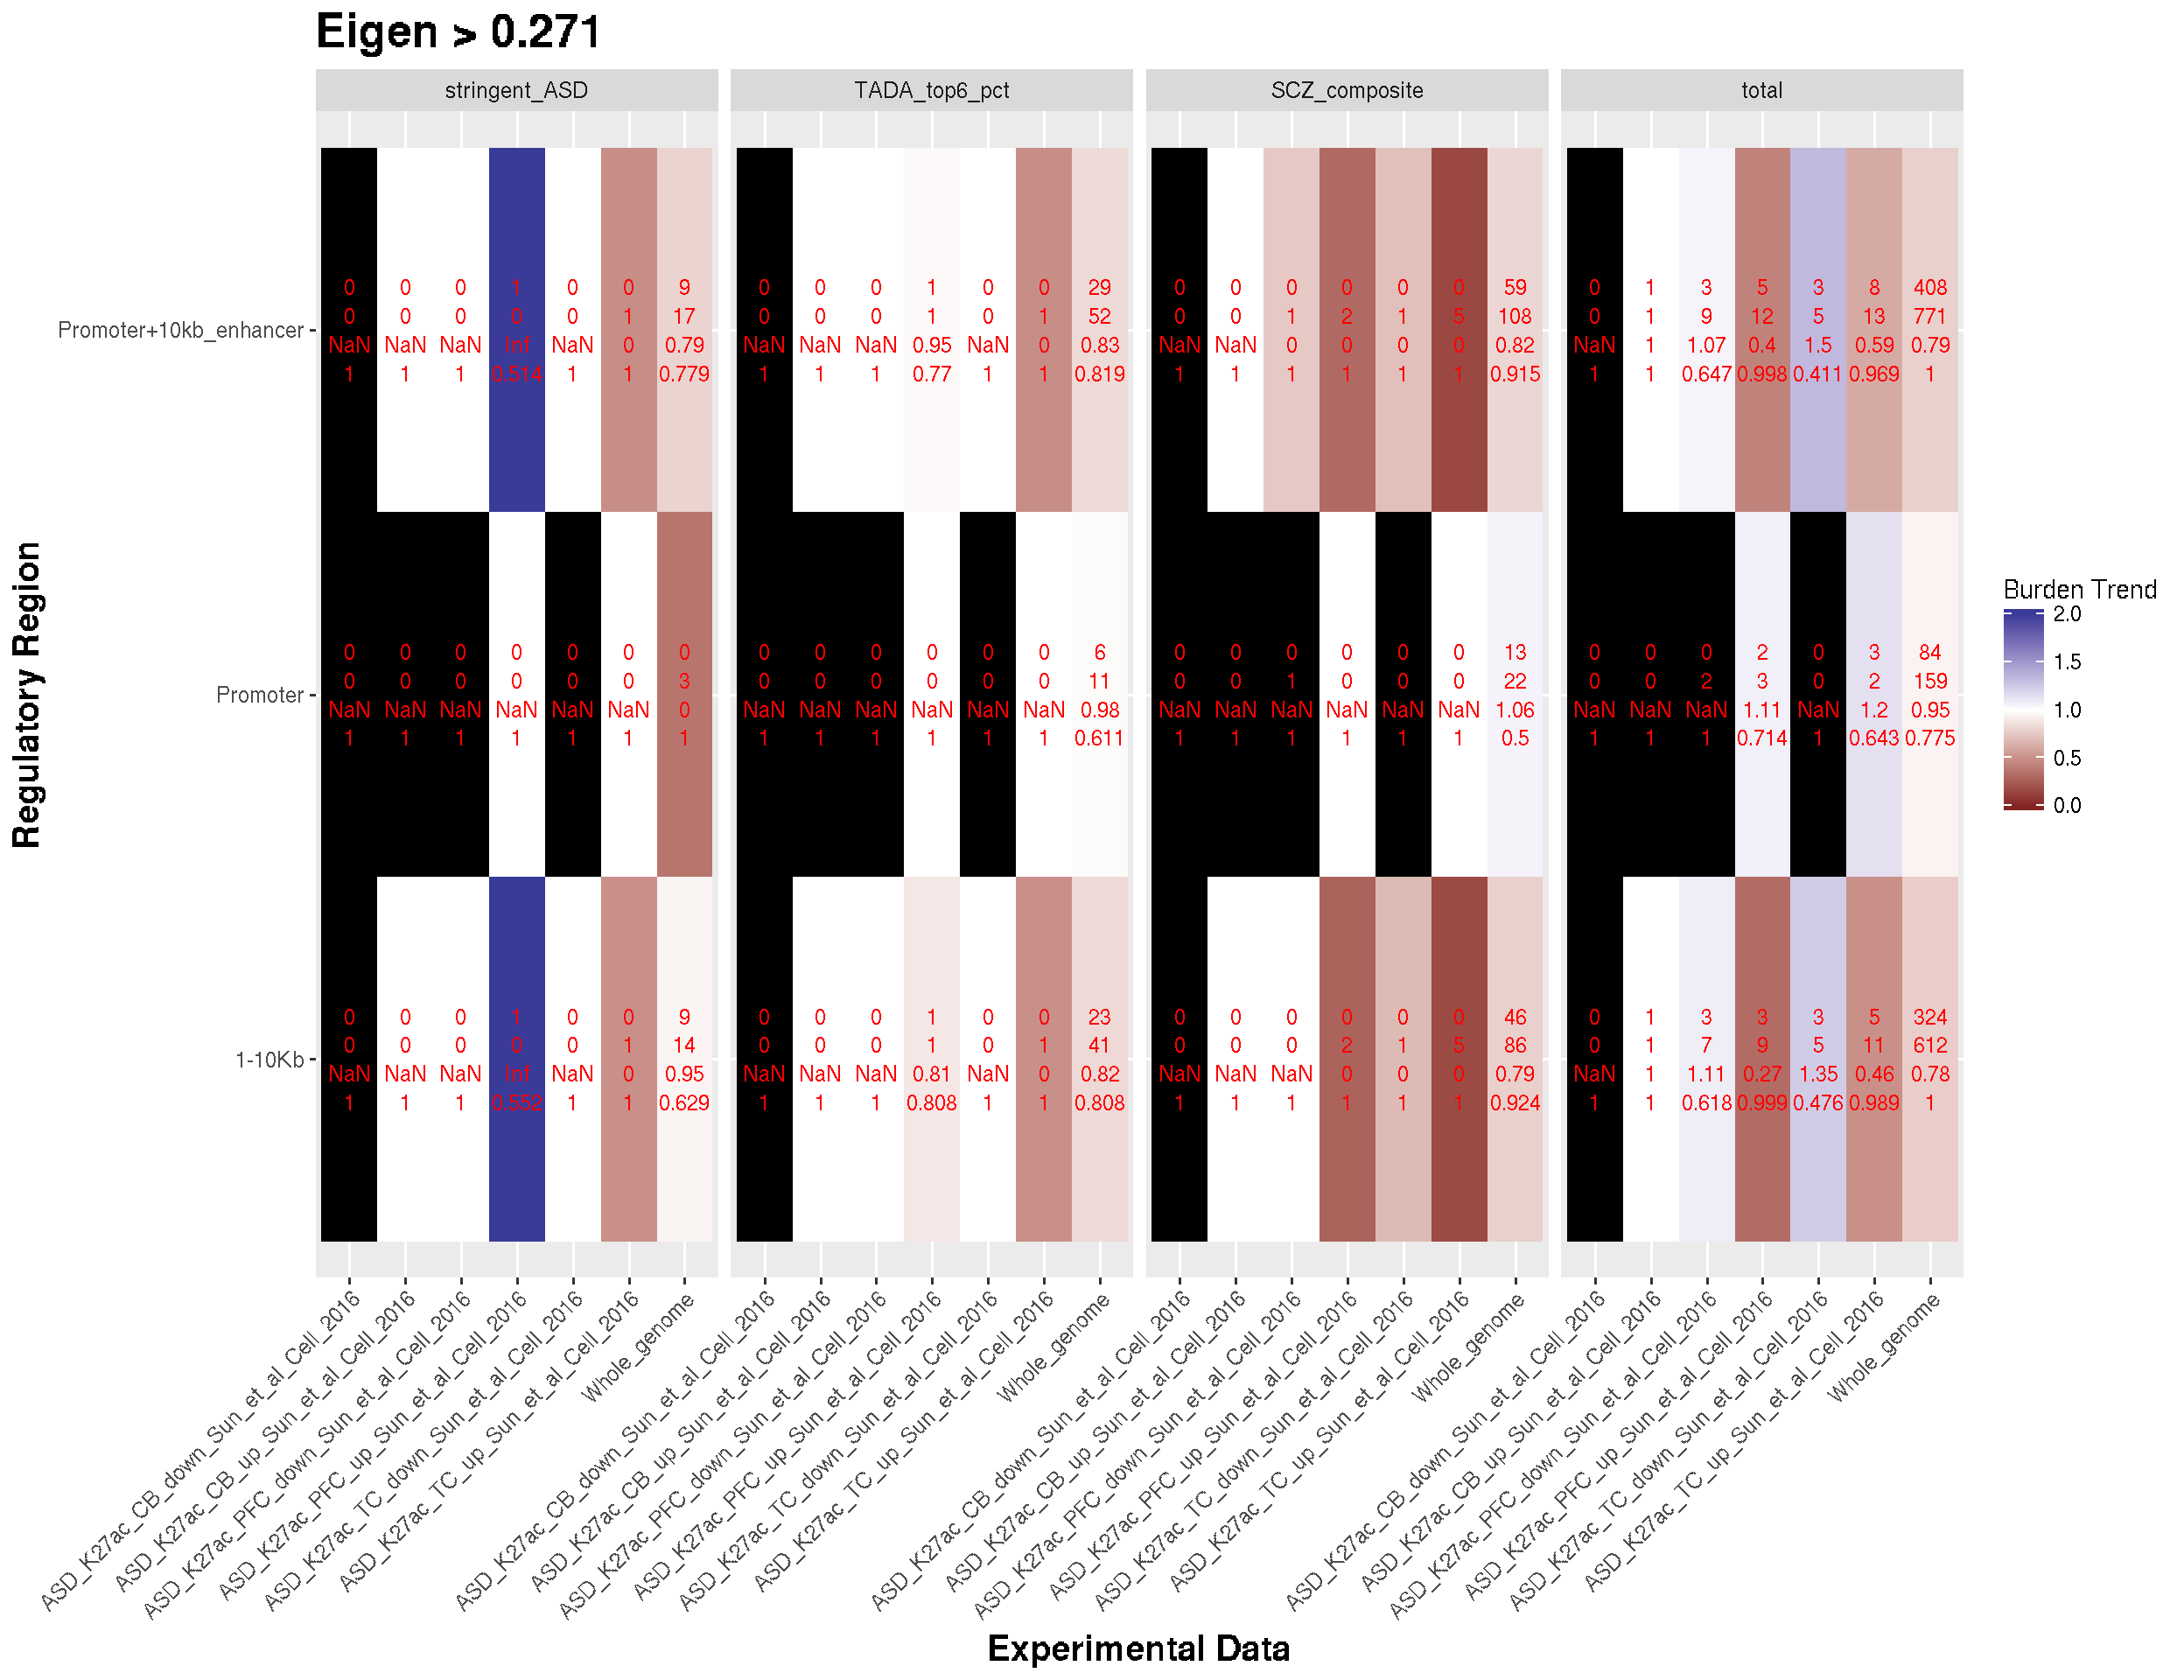 Eigen > 0.271
stringent_ASD TADA_top6_pct SCZ_composite total
Promoter+10kb_enhancer
0 0 0 1 0 0 9 0 0 0 1 0 0 29 0 0 0 0 0 0 59 0 1 3 5 3 8 408
0 0 0 0 0 1 17 0 0 0 1 0 1 52 0 0 1 2 1 5 108 0 1 9 12 5 13 771
NaN NaN NaN Inf NaN 0 0.79 NaN NaN NaN 0.95 NaN 0 0.83 NaN NaN 0 0 0 0 0.82 NaN 1 1.07 0.4 1.5 0.59 0.79
1 1 1 0.514 1 1 0.779 1 1 1 0.77 1 1 0.819 1 1 1 1 1 1 0.915 1 1 0.647 0.998 0.411 0.969 1
Promoter
0 0 0 0 0 0 0 0 0 0 0 0 0 6 0 0 0 0 0 0 13 0 0 0 2 0 3 84
0 0 0 0 0 0 3 0 0 0 0 0 0 11 0 0 1 0 0 0 22 0 0 2 3 0 2 159
NaN NaN NaN NaN NaN NaN 0 NaN NaN NaN NaN NaN NaN 0.98 NaN NaN NaN NaN NaN NaN 1.06 NaN NaN NaN 1.11 NaN 1.2 0.95
1 1 1 1 1 1 1 1 1 1 1 1 1 0.611 1 1 1 1 1 1 0.5 1 1 1 0.714 1 0.643 0.775
1-10Kb
0 0 0 1 0 0 9 0 0 0 1 0 0 23 0 0 0 0 0 0 46 0 1 3 3 3 5 324
0 0 0 0 0 1 14 0 0 0 1 0 1 41 0 0 0 2 1 5 86 0 1 7 9 5 11 612
NaN NaN NaN Inf NaN 0 0.95 NaN NaN NaN 0.81 NaN 0 0.82 NaN NaN NaN 0 0 0 0.79 NaN 1 1.11 0.27 1.35 0.46 0.78
1 1 1 0.552 1 1 0.629 1 1 1 0.808 1 1 0.808 1 1 1 1 1 1 0.924 1 1 0.618 0.999 0.476 0.989 1
Regulatory Region
ASD_K27ac_CB_down_Sun_et_al_Cell_2016
ASD_K27ac_CB_up_Sun_et_al_Cell_2016
ASD_K27ac_PFC_down_Sun_et_al_Cell_2016
ASD_K27ac_PFC_up_Sun_et_al_Cell_2016
ASD_K27ac_TC_down_Sun_et_al_Cell_2016
ASD_K27ac_TC_up_Sun_et_al_Cell_2016
Whole_genome
ASD_K27ac_CB_down_Sun_et_al_Cell_2016
ASD_K27ac_CB_up_Sun_et_al_Cell_2016
ASD_K27ac_PFC_down_Sun_et_al_Cell_2016
ASD_K27ac_PFC_up_Sun_et_al_Cell_2016
ASD_K27ac_TC_down_Sun_et_al_Cell_2016
ASD_K27ac_TC_up_Sun_et_al_Cell_2016
Whole_genome
ASD_K27ac_CB_down_Sun_et_al_Cell_2016
ASD_K27ac_CB_up_Sun_et_al_Cell_2016
ASD_K27ac_PFC_down_Sun_et_al_Cell_2016
ASD_K27ac_PFC_up_Sun_et_al_Cell_2016
ASD_K27ac_TC_down_Sun_et_al_Cell_2016
ASD_K27ac_TC_up_Sun_et_al_Cell_2016
Whole_genome
ASD_K27ac_CB_down_Sun_et_al_Cell_2016
ASD_K27ac_CB_up_Sun_et_al_Cell_2016
ASD_K27ac_PFC_down_Sun_et_al_Cell_2016
ASD_K27ac_PFC_up_Sun_et_al_Cell_2016
ASD_K27ac_TC_down_Sun_et_al_Cell_2016
ASD_K27ac_TC_up_Sun_et_al_Cell_2016
Whole_genome
Experimental Data
Burden Trend
2.0
1.5
1.0
0.5
0.0